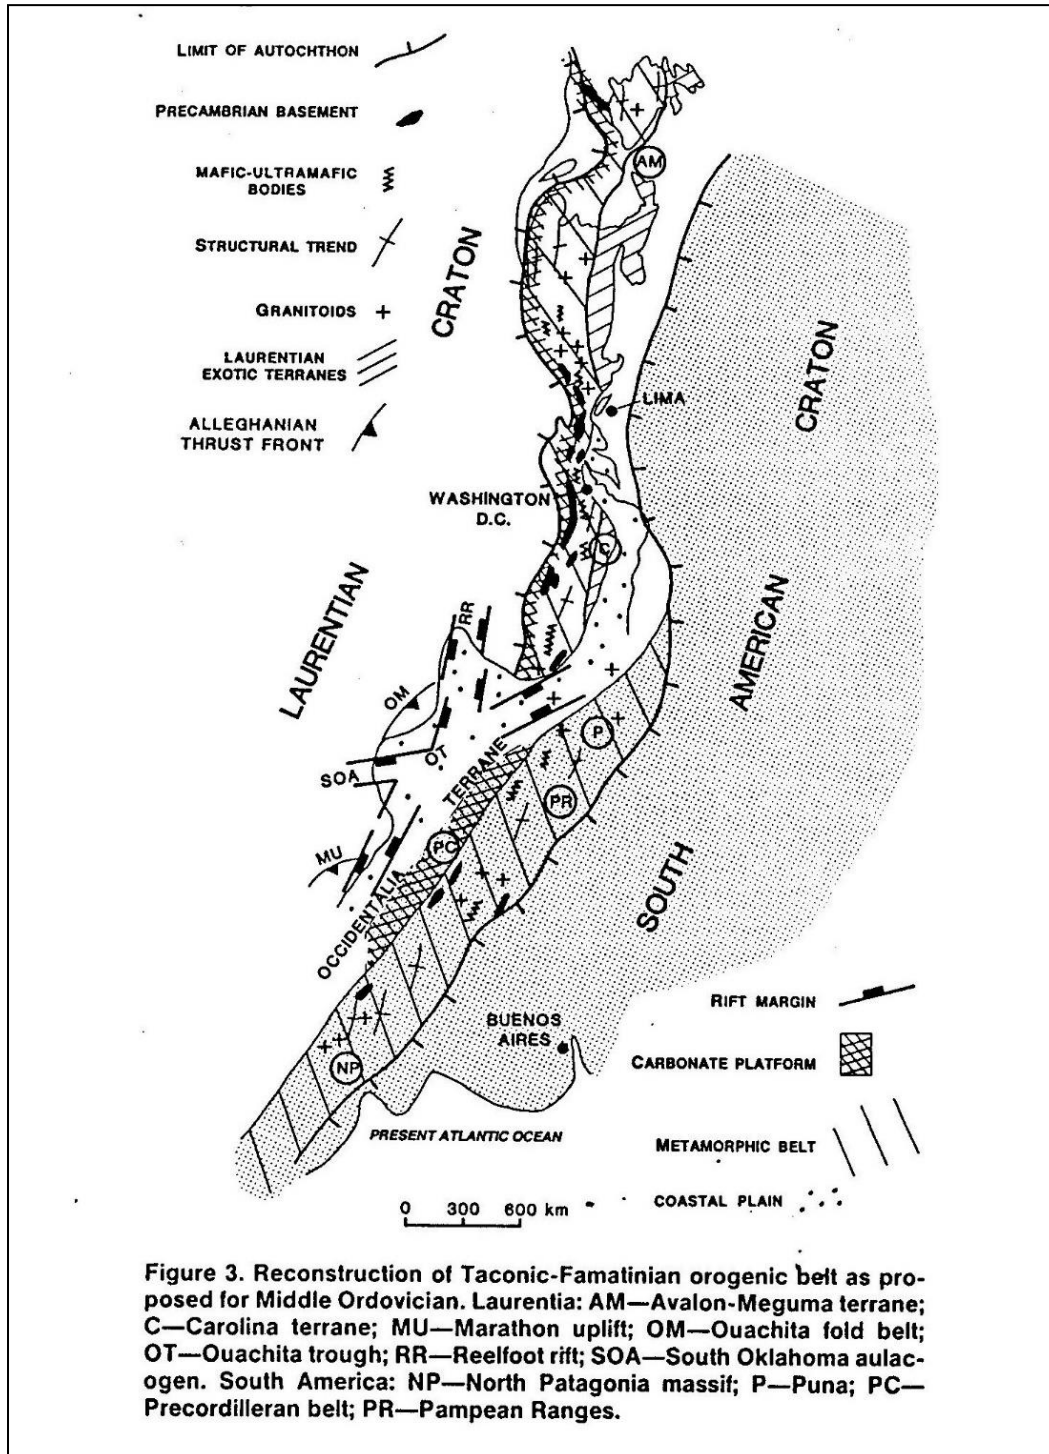 LIMIT OF AUTOCHTHON
PRECAMBRIAN BASEMENT
MAFIC-ULTRAMAFIC
BODIES
STRUCTURAL TREND
GRANITOIDS
LAURENTIAN
EXOTIC TERRANES
ALLEGHANIAN
THRUST FRONT
CRATON
AM
CRATON
LIMA
WASHINGTON
D.C.
C
LAURENTIAN
RR
AMERICAN
OM
OT
SOA
TERRANE
P
PR
PC
MU
OCCIDENTALIA
SOUTH
BUENOS
AIRES
NP
PRESENT ATLANTIC OCEAN
RIFT MARGIN
CARBONATE PLATFORM
METAMORPHIC BELT
COASTAL PLAIN
0 300 600 km
Figure 3. Reconstruction of Taconic-Famatinian orogenic belt as pro-
posed for Middle Ordovician. Laurentia: AM—Avalon-Meguma terrane;
C—Carolina terrane; MU—Marathon uplift; OM—Ouachita fold belt;
OT—Ouachita trough; RR—Reelfoot rift; SOA—South Oklahoma aulac-
ogen. South America: NP—North Patagonia massif; P—Puna; PC—
Precordilleran belt; PR—Pampean Ranges.